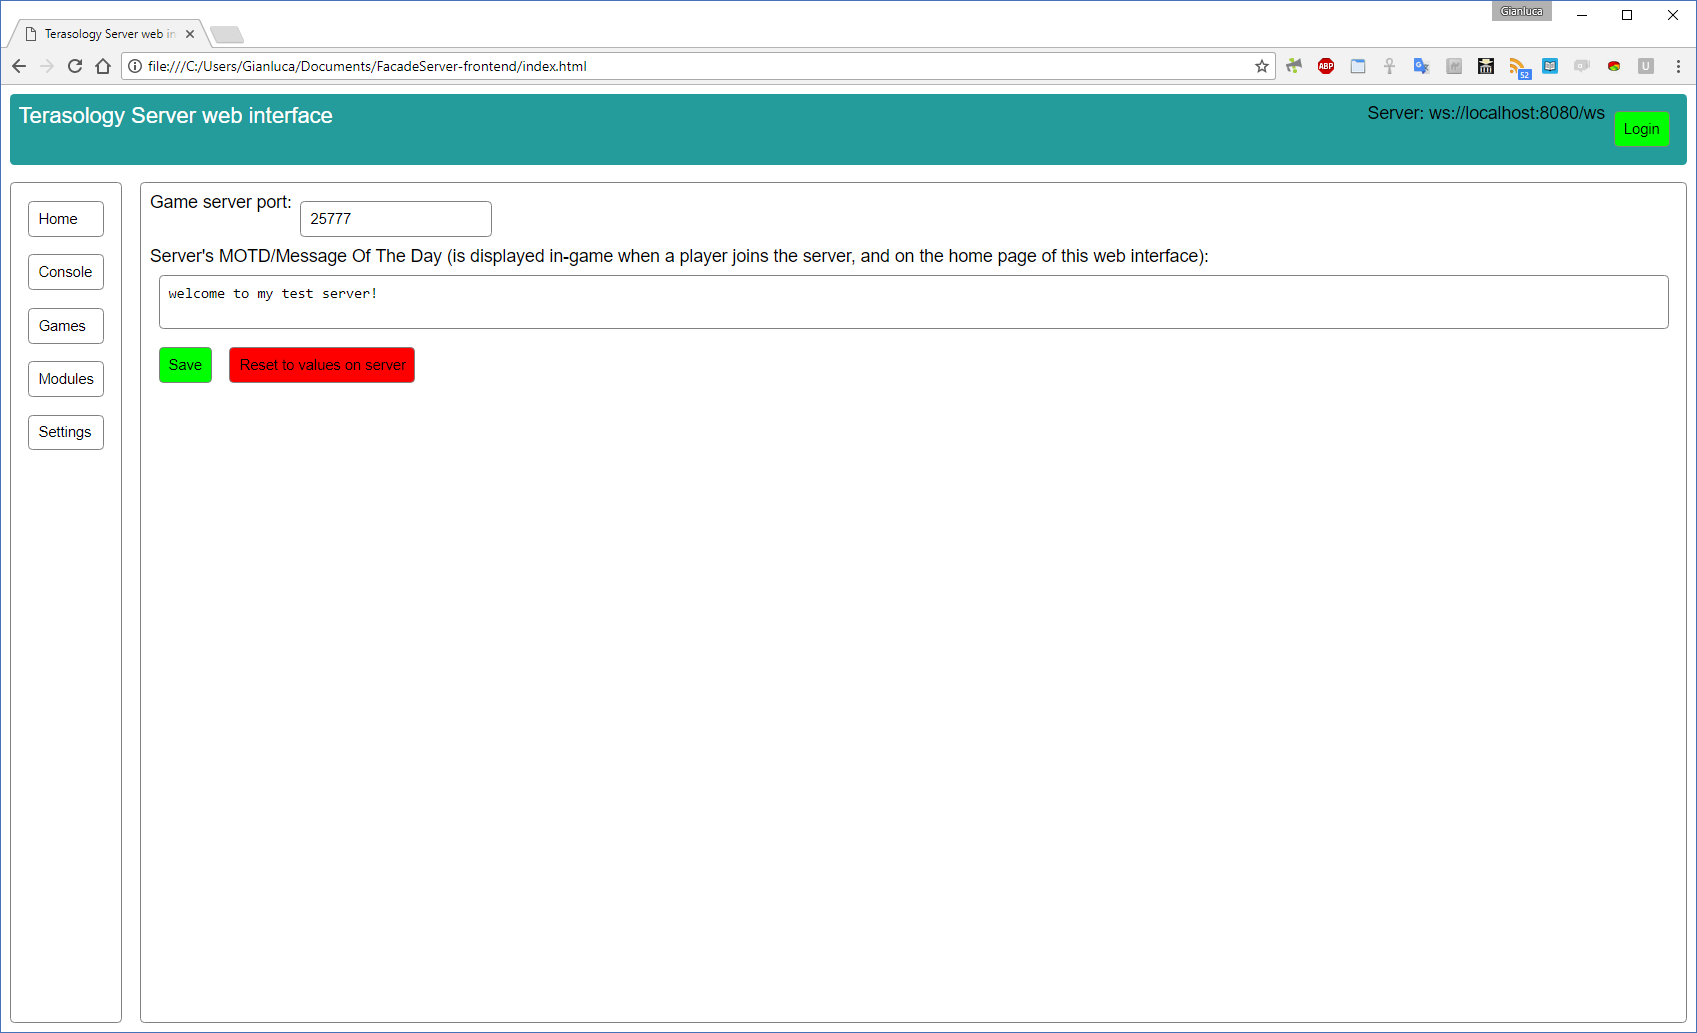 Gianluca
Terasology Server web in
file:///C:/Users/Gianluca/Documents/FacadeServer-frontend/index.html
ABP
52
U
Terasology Server web interface
Server: ws://localhost:8080/ws
Login
Home
Console
Games
Modules
Settings
Game server port:
25777
Server's MOTD/Message Of The Day (is displayed in-game when a player joins the server, and on the home page of this web interface):
welcome to my test server!
Save
Reset to values on server